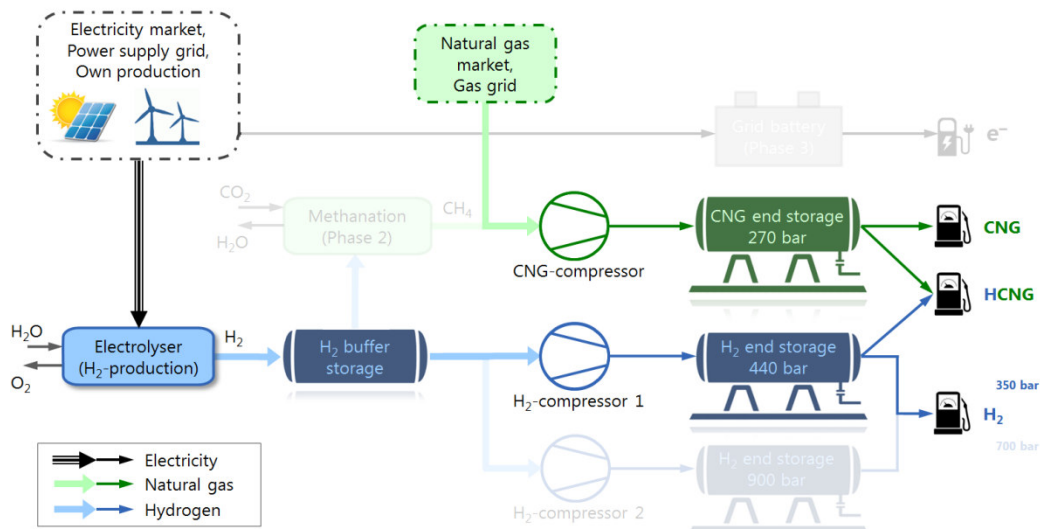 Electricity market,
Power supply grid,
Own production
Natural gas
market,
Gas grid
Grid battery
(Phase 3)
e⁻
CO₂
H₂O
Methanation
(Phase 2)
CH₄
CNG-compressor
CNG end storage
270 bar
CNG
HCNG
H₂O
O₂
Electrolyser
(H₂-production)
H₂
H₂ buffer
storage
H₂-compressor 1
H₂ end storage
440 bar
350 bar
H₂
700 bar
H₂-compressor 2
H₂ end storage
900 bar
Electricity
Natural gas
Hydrogen